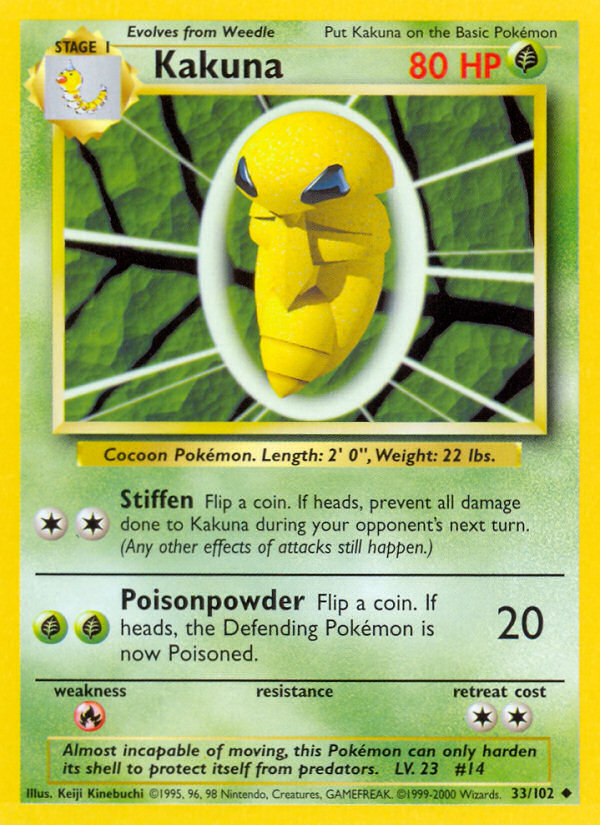 Evolves from Weedle Put Kakuna on the Basic Pokémon
STAGE 1
Kakuna 80 HP
Cocoon Pokémon. Length: 2' 0", Weight: 22 lbs.
Stiffen Flip a coin. If heads, prevent all damage
done to Kakuna during your opponent's next turn.
(Any other effects of attacks still happen.)
Poisonpowder Flip a coin. If
heads, the Defending Pokémon is
now Poisoned.
20
weakness resistance retreat cost
Almost incapable of moving, this Pokémon can only harden
its shell to protect itself from predators. LV. 23 #14
Illus. Keiji Kinebuchi ©1995, 96, 98 Nintendo, Creatures, GAMEFREAK. ©1999-2000 Wizards. 33/102